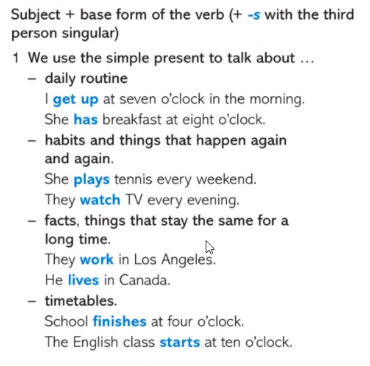 Subject + base form of the verb (+ -s with the third
person singular)
1 We use the simple present to talk about …
– daily routine
I get up at seven o'clock in the morning.
She has breakfast at eight o'clock.
– habits and things that happen again
and again.
She plays tennis every weekend.
They watch TV every evening.
– facts, things that stay the same for a
long time.
They work in Los Angeles.
He lives in Canada.
– timetables.
School finishes at four o'clock.
The English class starts at ten o'clock.